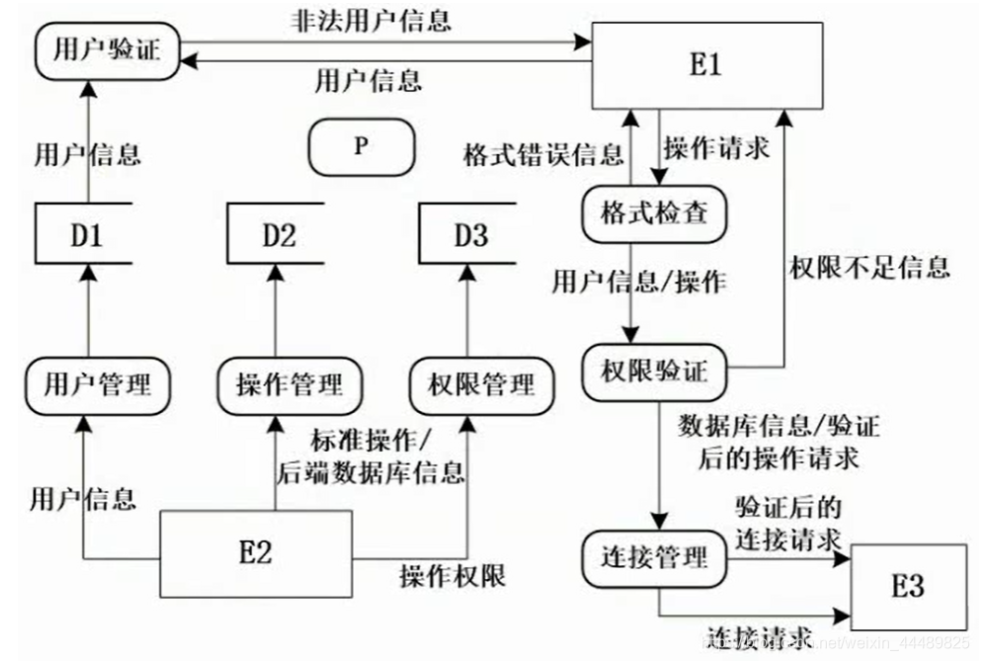 非法用户信息
用户验证
E1
用户信息
P
用户信息
格式错误信息
操作请求
格式检查
D1
D2
D3
用户信息/操作
权限不足信息
用户管理
操作管理
权限管理
权限验证
标准操作/
后端数据库信息
数据库信息/验证
后的操作请求
用户信息
E2
操作权限
验证后的
连接请求
连接管理
E3
连接请求
net/weixin_44489825